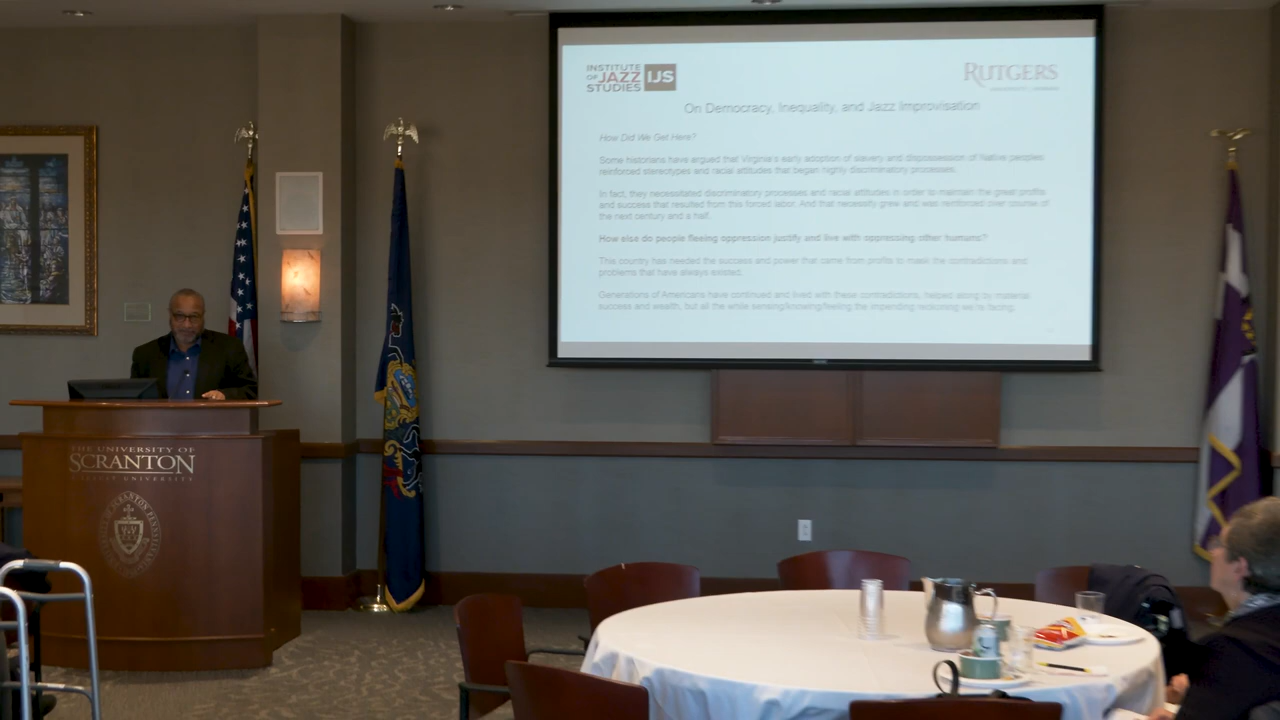 INSTITUTE
OF JAZZ
STUDIES
IJS
RUTGERS
On Democracy, Inequality, and Jazz Improvisation
How Did We Get Here?
Some historians have argued that Virginia's early adoption of slavery and dispossession of Native peoples
reinforced stereotypes and racial attitudes that began highly discriminatory processes.
In fact, they necessitated discriminatory processes and racial attitudes in order to maintain the great profits
and success that resulted from this forced labor. And that necessity grew and was reinforced over course of
the next century and a half.
How else do people fleeing oppression justify and live with oppressing other humans?
This country has needed the success and power that came from profits to mask the contradictions and
problems that have always existed.
Generations of Americans have continued and lived with these contradictions, helped along by material
success and wealth, but all the while sensing/knowing/feeling the impending reckoning we're facing.
THE UNIVERSITY OF
SCRANTON
A JESUIT UNIVERSITY